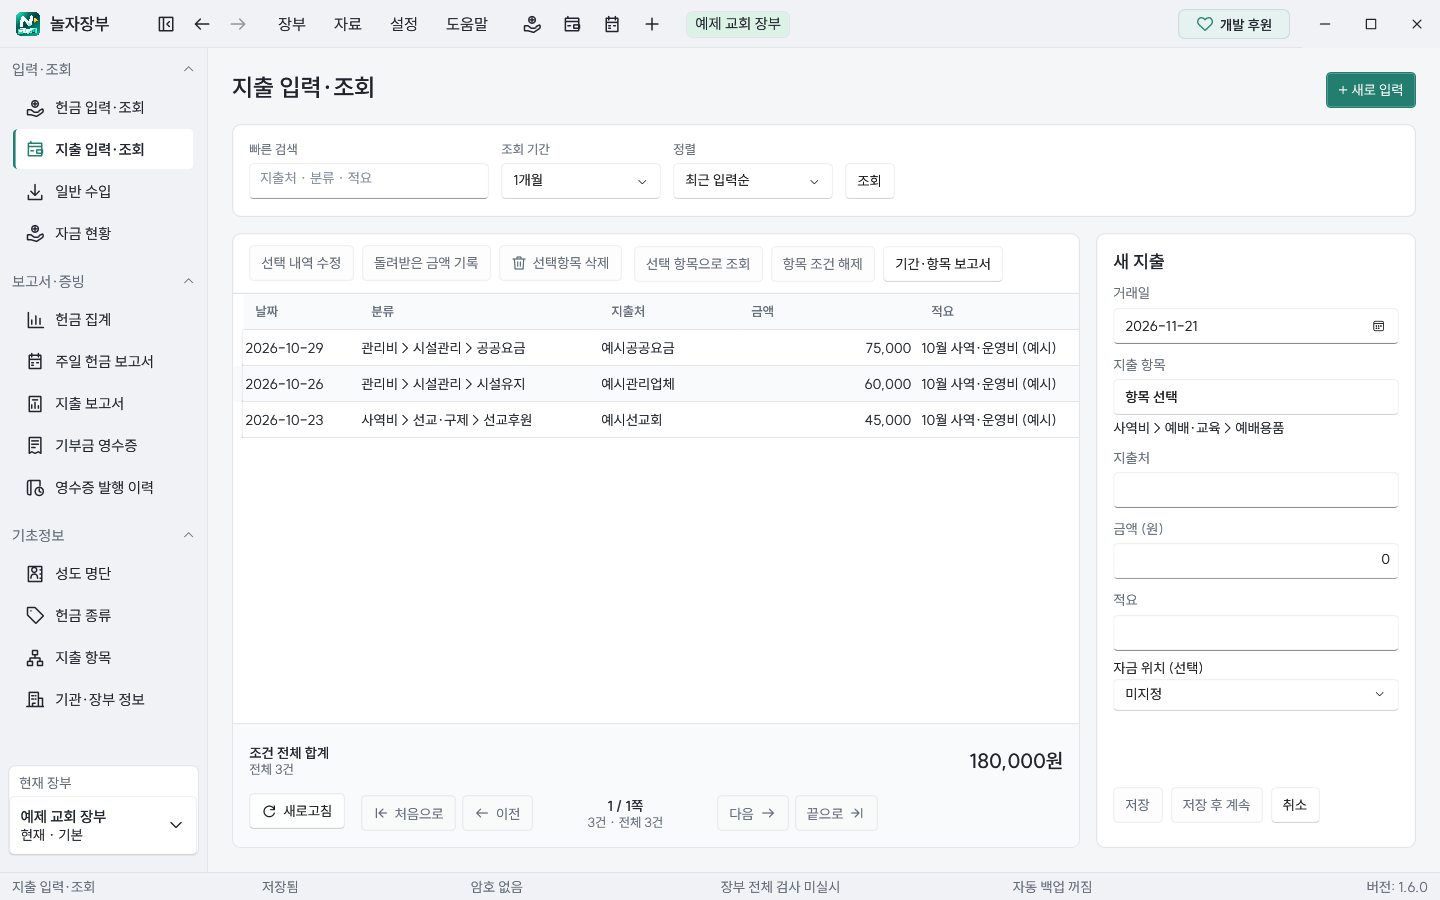 놀자장부
장부 자료 설정 도움말
예제 교회 장부
개발 후원
입력·조회
헌금 입력·조회
지출 입력·조회
일반 수입
자금 현황
보고서·증빙
헌금 집계
주일 헌금 보고서
지출 보고서
기부금 영수증
영수증 발행 이력
기초정보
성도 명단
헌금 종류
지출 항목
기관·장부 정보
현재 장부
예제 교회 장부
현재 · 기본
지출 입력·조회
+ 새로 입력
빠른 검색 조회 기간 정렬
지출처 · 분류 · 적요 1개월 최근 입력순 조회
선택 내역 수정 돌려받은 금액 기록 선택항목 삭제 선택 항목으로 조회 항목 조건 해제 기간·항목 보고서
날짜 분류 지출처 금액 적요
2026-10-29 관리비 > 시설관리 > 공공요금 예시공공요금 75,000 10월 사역·운영비 (예시)
2026-10-26 관리비 > 시설관리 > 시설유지 예시관리업체 60,000 10월 사역·운영비 (예시)
2026-10-23 사역비 > 선교·구제 > 선교후원 예시선교회 45,000 10월 사역·운영비 (예시)
조건 전체 합계
전체 3건
180,000원
새로고침 처음으로 이전
1 / 1쪽
3건 · 전체 3건
다음 끝으로
새 지출
거래일
2026-11-21
지출 항목
항목 선택
사역비 > 예배·교육 > 예배용품
지출처
금액 (원)
0
적요
자금 위치 (선택)
미지정
저장 저장 후 계속 취소
지출 입력·조회 저장됨 암호 없음 장부 전체 검사 미실시 자동 백업 꺼짐 버전: 1.6.0